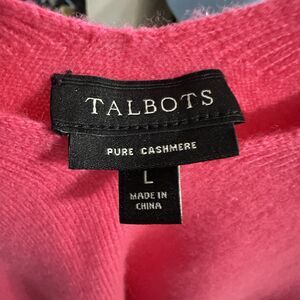 TALBOTS
PURE CASHMERE
L
MADE IN
CHINA